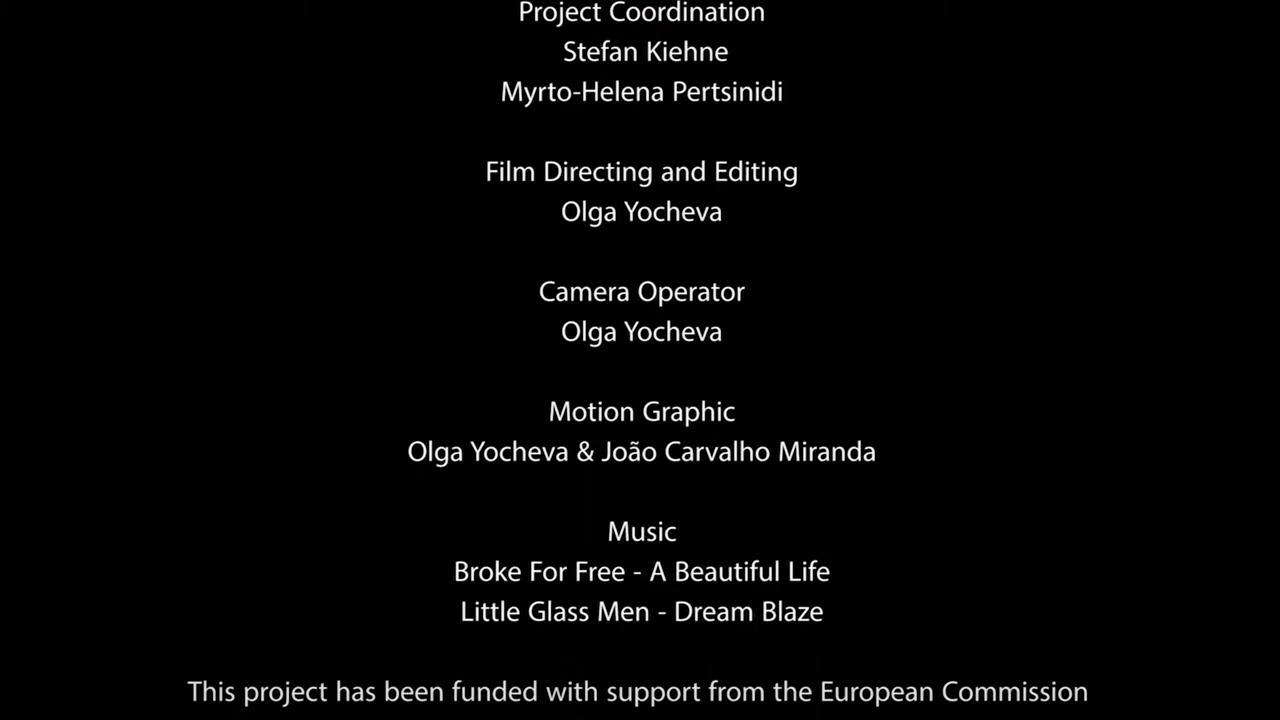 Project Coordination
Stefan Kiehne
Myrto-Helena Pertsinidi
Film Directing and Editing
Olga Yocheva
Camera Operator
Olga Yocheva
Motion Graphic
Olga Yocheva & João Carvalho Miranda
Music
Broke For Free - A Beautiful Life
Little Glass Men - Dream Blaze
This project has been funded with support from the European Commission